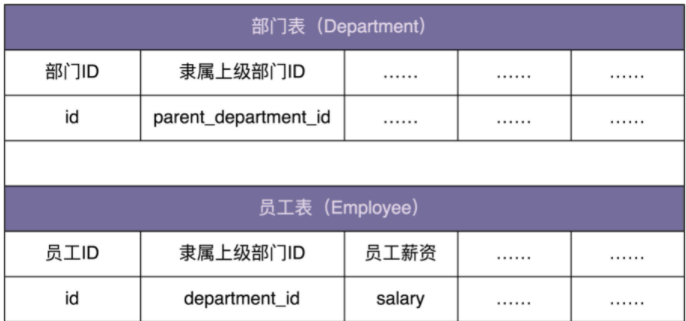 部门表（Department）
部门ID 隶属上级部门ID …… …… ……
id parent_department_id …… …… ……
员工表（Employee）
员工ID 隶属上级部门ID 员工薪资 …… ……
id department_id salary …… ……